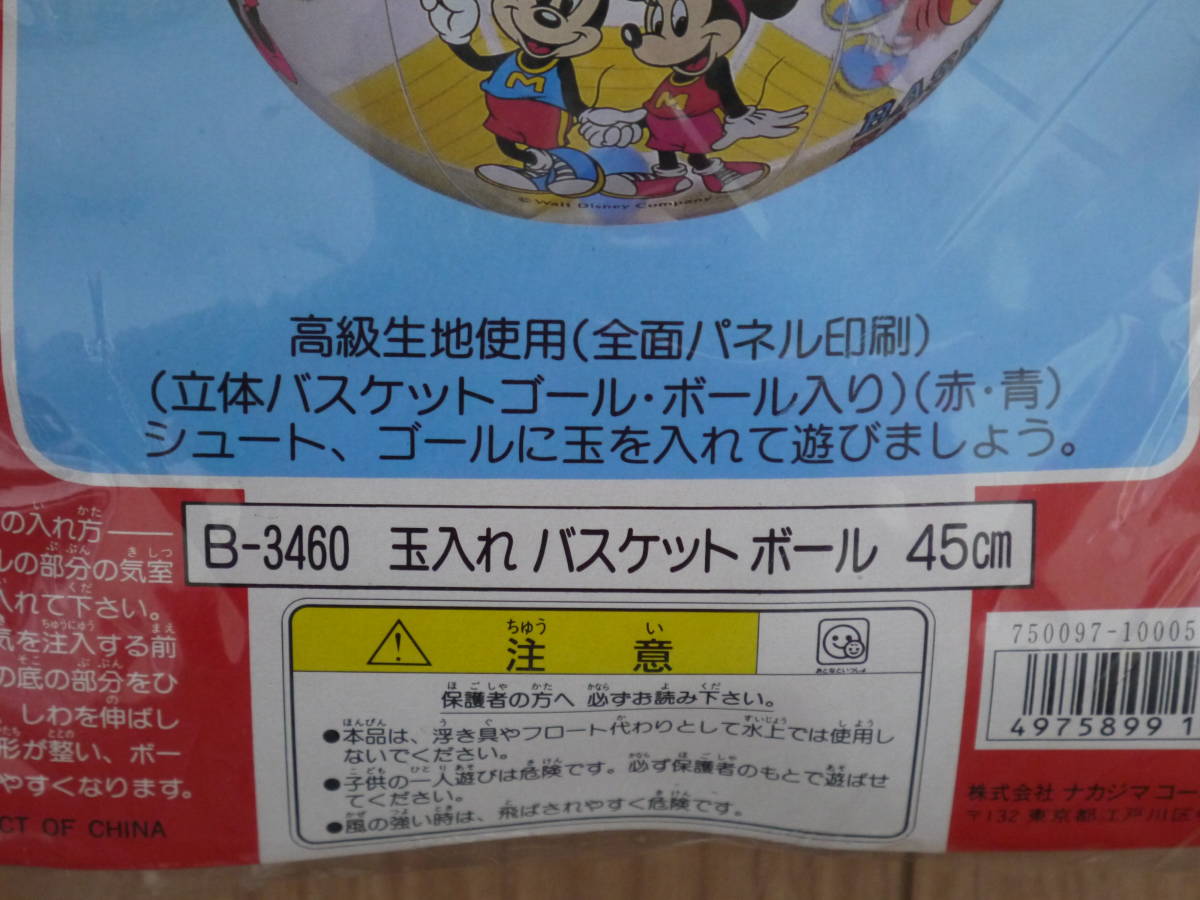 M
M
© Walt Disney Company
高級生地使用(全面パネル印刷)
(立体バスケットゴール・ボール入り)(赤・青)
シュート、ゴールに玉を入れて遊びましょう。
B-3460 玉入れ バスケット ボール 45cm
の入れ方――
ルの部分の気室
入れて下さい。
気を注入する前
の底の部分をひ
、しわを伸ばし
形が整い、ボー
やすくなります。
CT OF CHINA
注意
おとなといっしょ
保護者の方へ 必ずお読み下さい。
●本品は、浮き具やフロート代わりとして水上では使用し
ないでください。
●子供の一人遊びは危険です。必ず保護者のもとで遊ばせ
てください。
●風の強い時は、飛ばされやすく危険です。
750097-10005
4975899 1
株式会社 ナカジマコー
〒132 東京都江戸川区